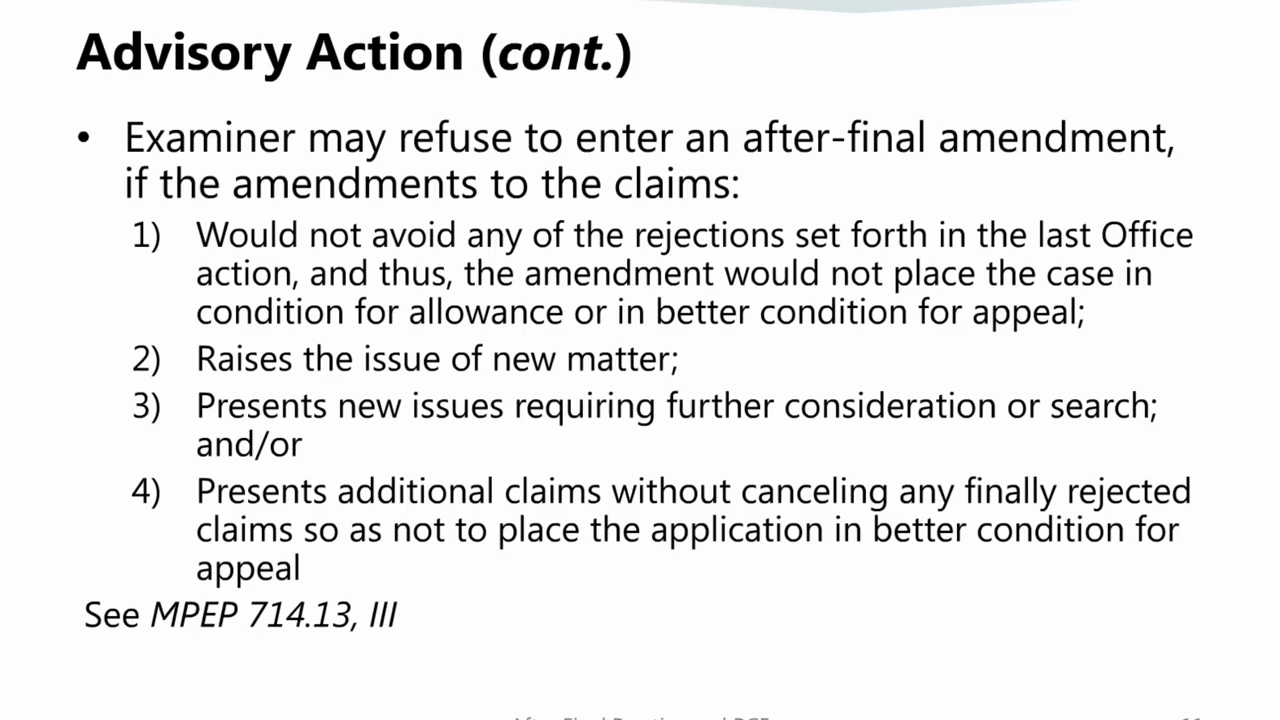 Advisory Action (cont.)
• Examiner may refuse to enter an after-final amendment,
if the amendments to the claims:
1) Would not avoid any of the rejections set forth in the last Office
action, and thus, the amendment would not place the case in
condition for allowance or in better condition for appeal;
2) Raises the issue of new matter;
3) Presents new issues requiring further consideration or search;
and/or
4) Presents additional claims without canceling any finally rejected
claims so as not to place the application in better condition for
appeal
See MPEP 714.13, III